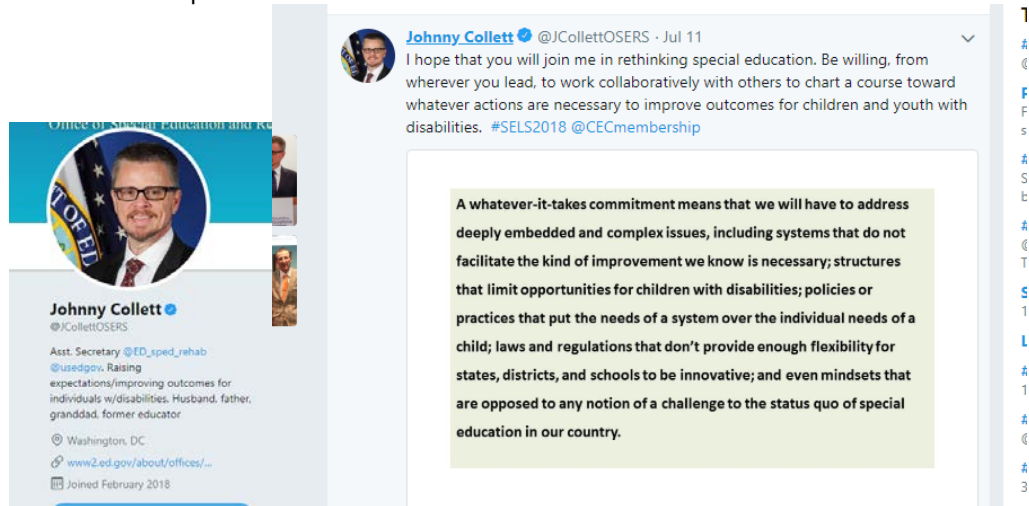 Office of Special Education and Re
OF ED
Johnny Collett
@JCollettOSERS
Asst. Secretary @ED_sped_rehab
@usedgov. Raising
expectations/improving outcomes for
individuals w/disabilities. Husband, father,
granddad, former educator
Washington, DC
www2.ed.gov/about/offices/...
Joined February 2018
Johnny Collett @JCollettOSERS · Jul 11
I hope that you will join me in rethinking special education. Be willing, from
wherever you lead, to work collaboratively with others to chart a course toward
whatever actions are necessary to improve outcomes for children and youth with
disabilities. #SELS2018 @CECmembership
A whatever-it-takes commitment means that we will have to address
deeply embedded and complex issues, including systems that do not
facilitate the kind of improvement we know is necessary; structures
that limit opportunities for children with disabilities; policies or
practices that put the needs of a system over the individual needs of a
child; laws and regulations that don't provide enough flexibility for
states, districts, and schools to be innovative; and even mindsets that
are opposed to any notion of a challenge to the status quo of special
education in our country.